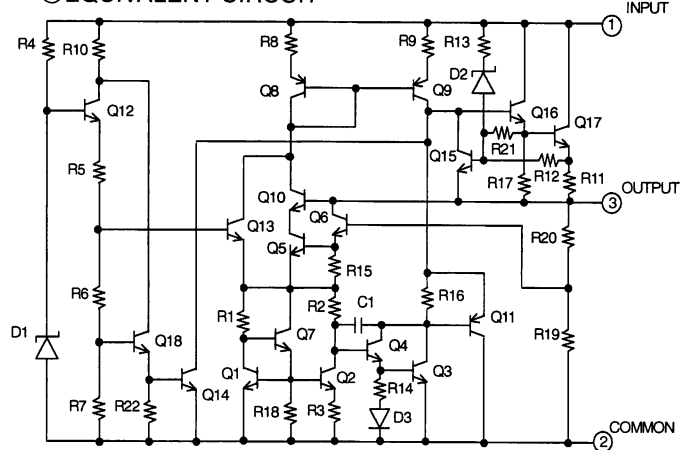 EQUIVALENT CIRCUIT
INPUT
1
R4
R10
R8
R9
R13
D2
Q12
Q8
Q9
Q16
Q17
R21
Q15
R5
R12
R17
R11
OUTPUT
3
Q10
Q6
Q13
Q5
R20
R15
R6
R2
C1
R16
R1
Q11
R19
D1
Q18
Q7
Q4
Q1
Q2
Q3
Q14
R14
R7
R22
R18
R3
D3
COMMON
2